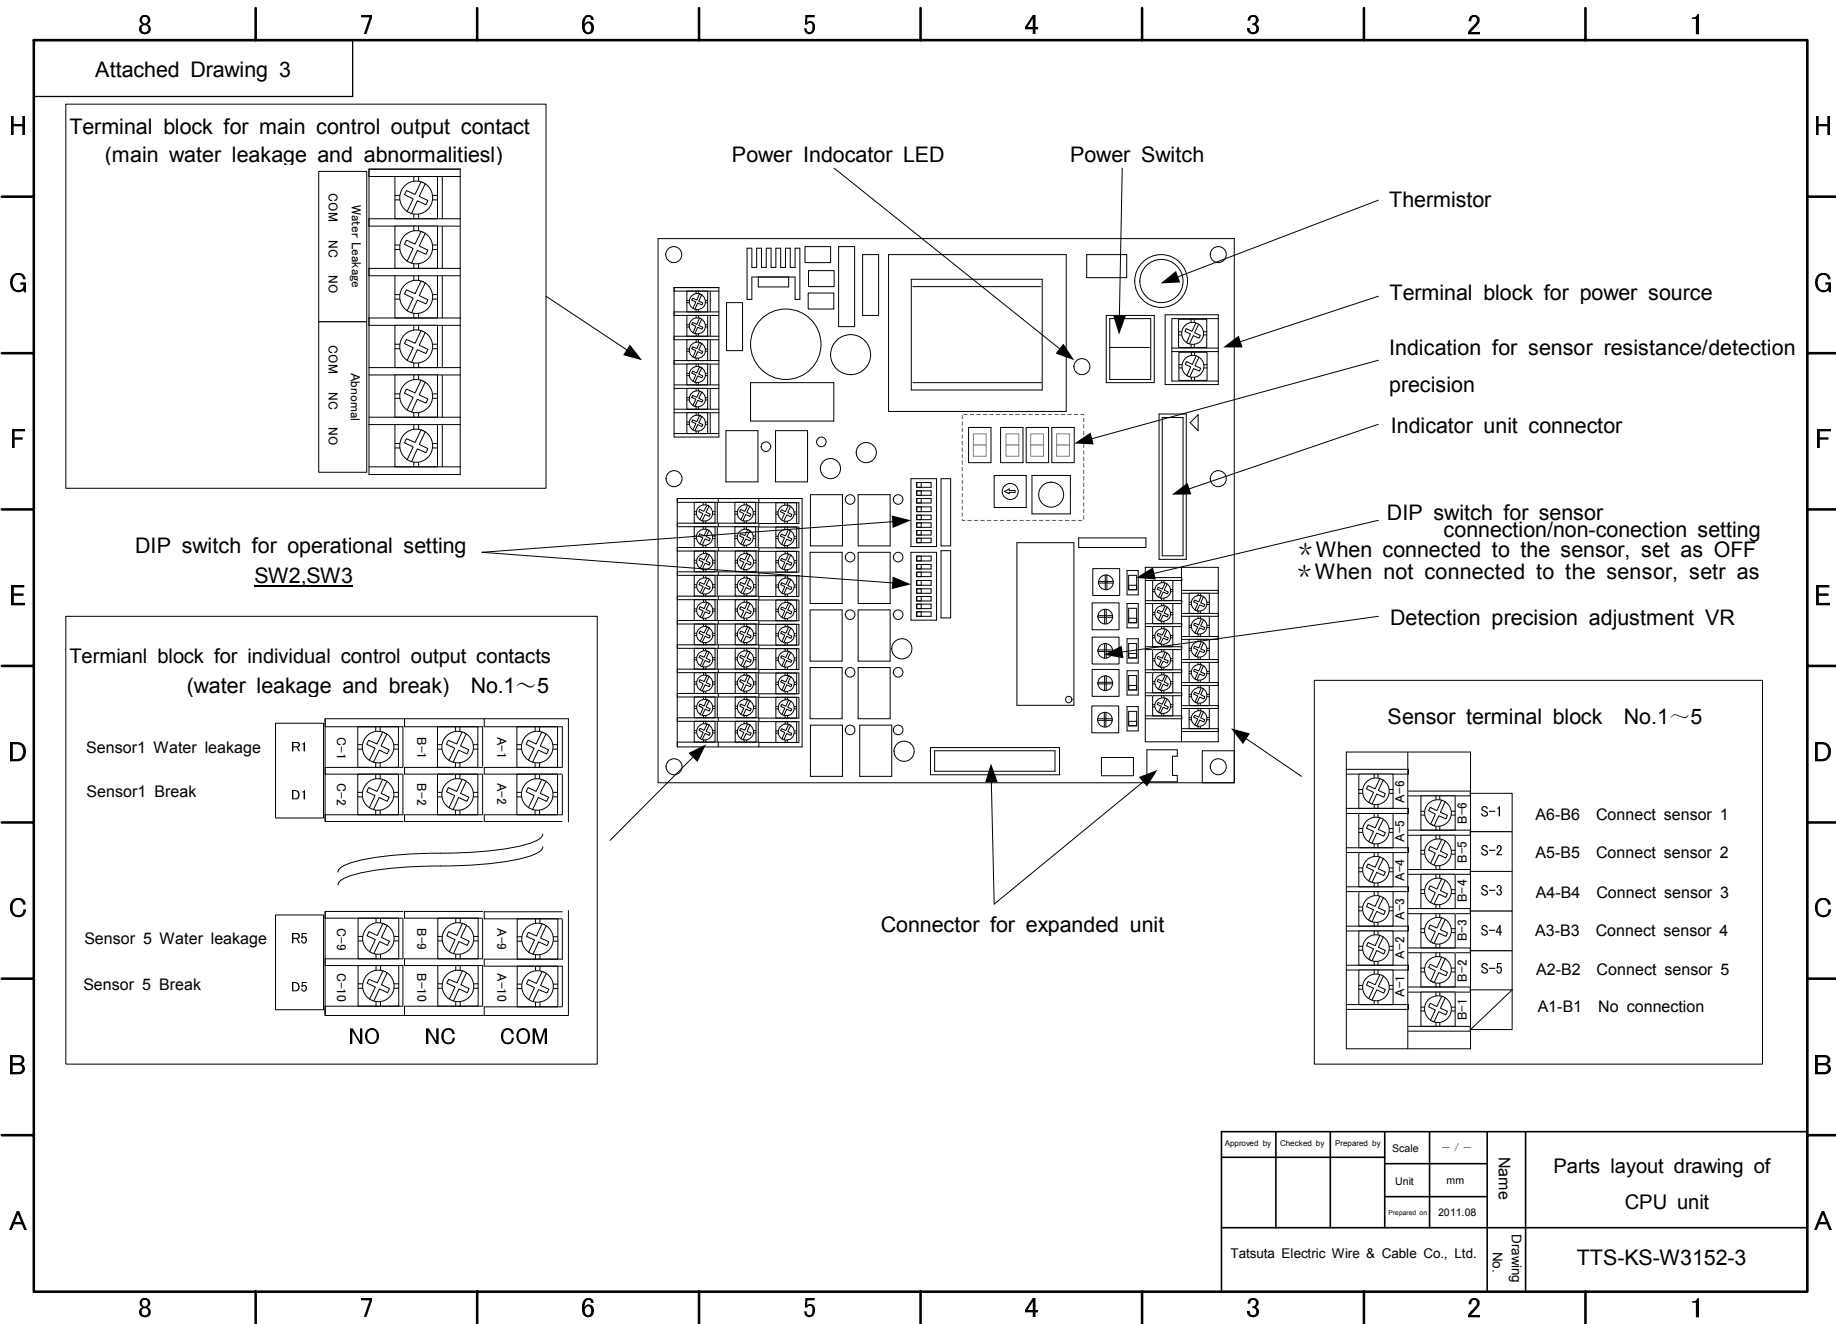 8 7 6 5 4 3 2 1
Attached Drawing 3
H
H
Terminal block for main control output contact
(main water leakage and abnormalitiesl)
Water Leakage
COM NC NO
Abnomal
COM NC NO
Power Indocator LED
Power Switch
Thermistor
G
G
Terminal block for power source
Indication for sensor resistance/detection
precision
F
F
Indicator unit connector
DIP switch for sensor
connection/non-conection setting
*When connected to the sensor, set as OFF
*When not connected to the sensor, setr as
DIP switch for operational setting
SW2,SW3
E
E
Detection precision adjustment VR
Termianl block for individual control output contacts
(water leakage and break) No.1～5
Sensor1 Water leakage R1 C-1 B-1 A-1
Sensor1 Break D1 C-2 B-2 A-2
Sensor 5 Water leakage R5 C-9 B-9 A-9
Sensor 5 Break D5 C-10 B-10 A-10
NO NC COM
D
D
Sensor terminal block No.1～5
A-6 B-6 S-1 A6-B6 Connect sensor 1
A-5 B-5 S-2 A5-B5 Connect sensor 2
A-4 B-4 S-3 A4-B4 Connect sensor 3
A-3 B-3 S-4 A3-B3 Connect sensor 4
A-2 B-2 S-5 A2-B2 Connect sensor 5
A-1 B-1 A1-B1 No connection
C
C
Connector for expanded unit
B
B
Approved by Checked by Prepared by Scale －/－
Unit mm
Prepared on 2011.08
Name
Parts layout drawing of
CPU unit
A
A
Tatsuta Electric Wire & Cable Co., Ltd.
Drawing
No.
TTS-KS-W3152-3
8 7 6 5 4 3 2 1